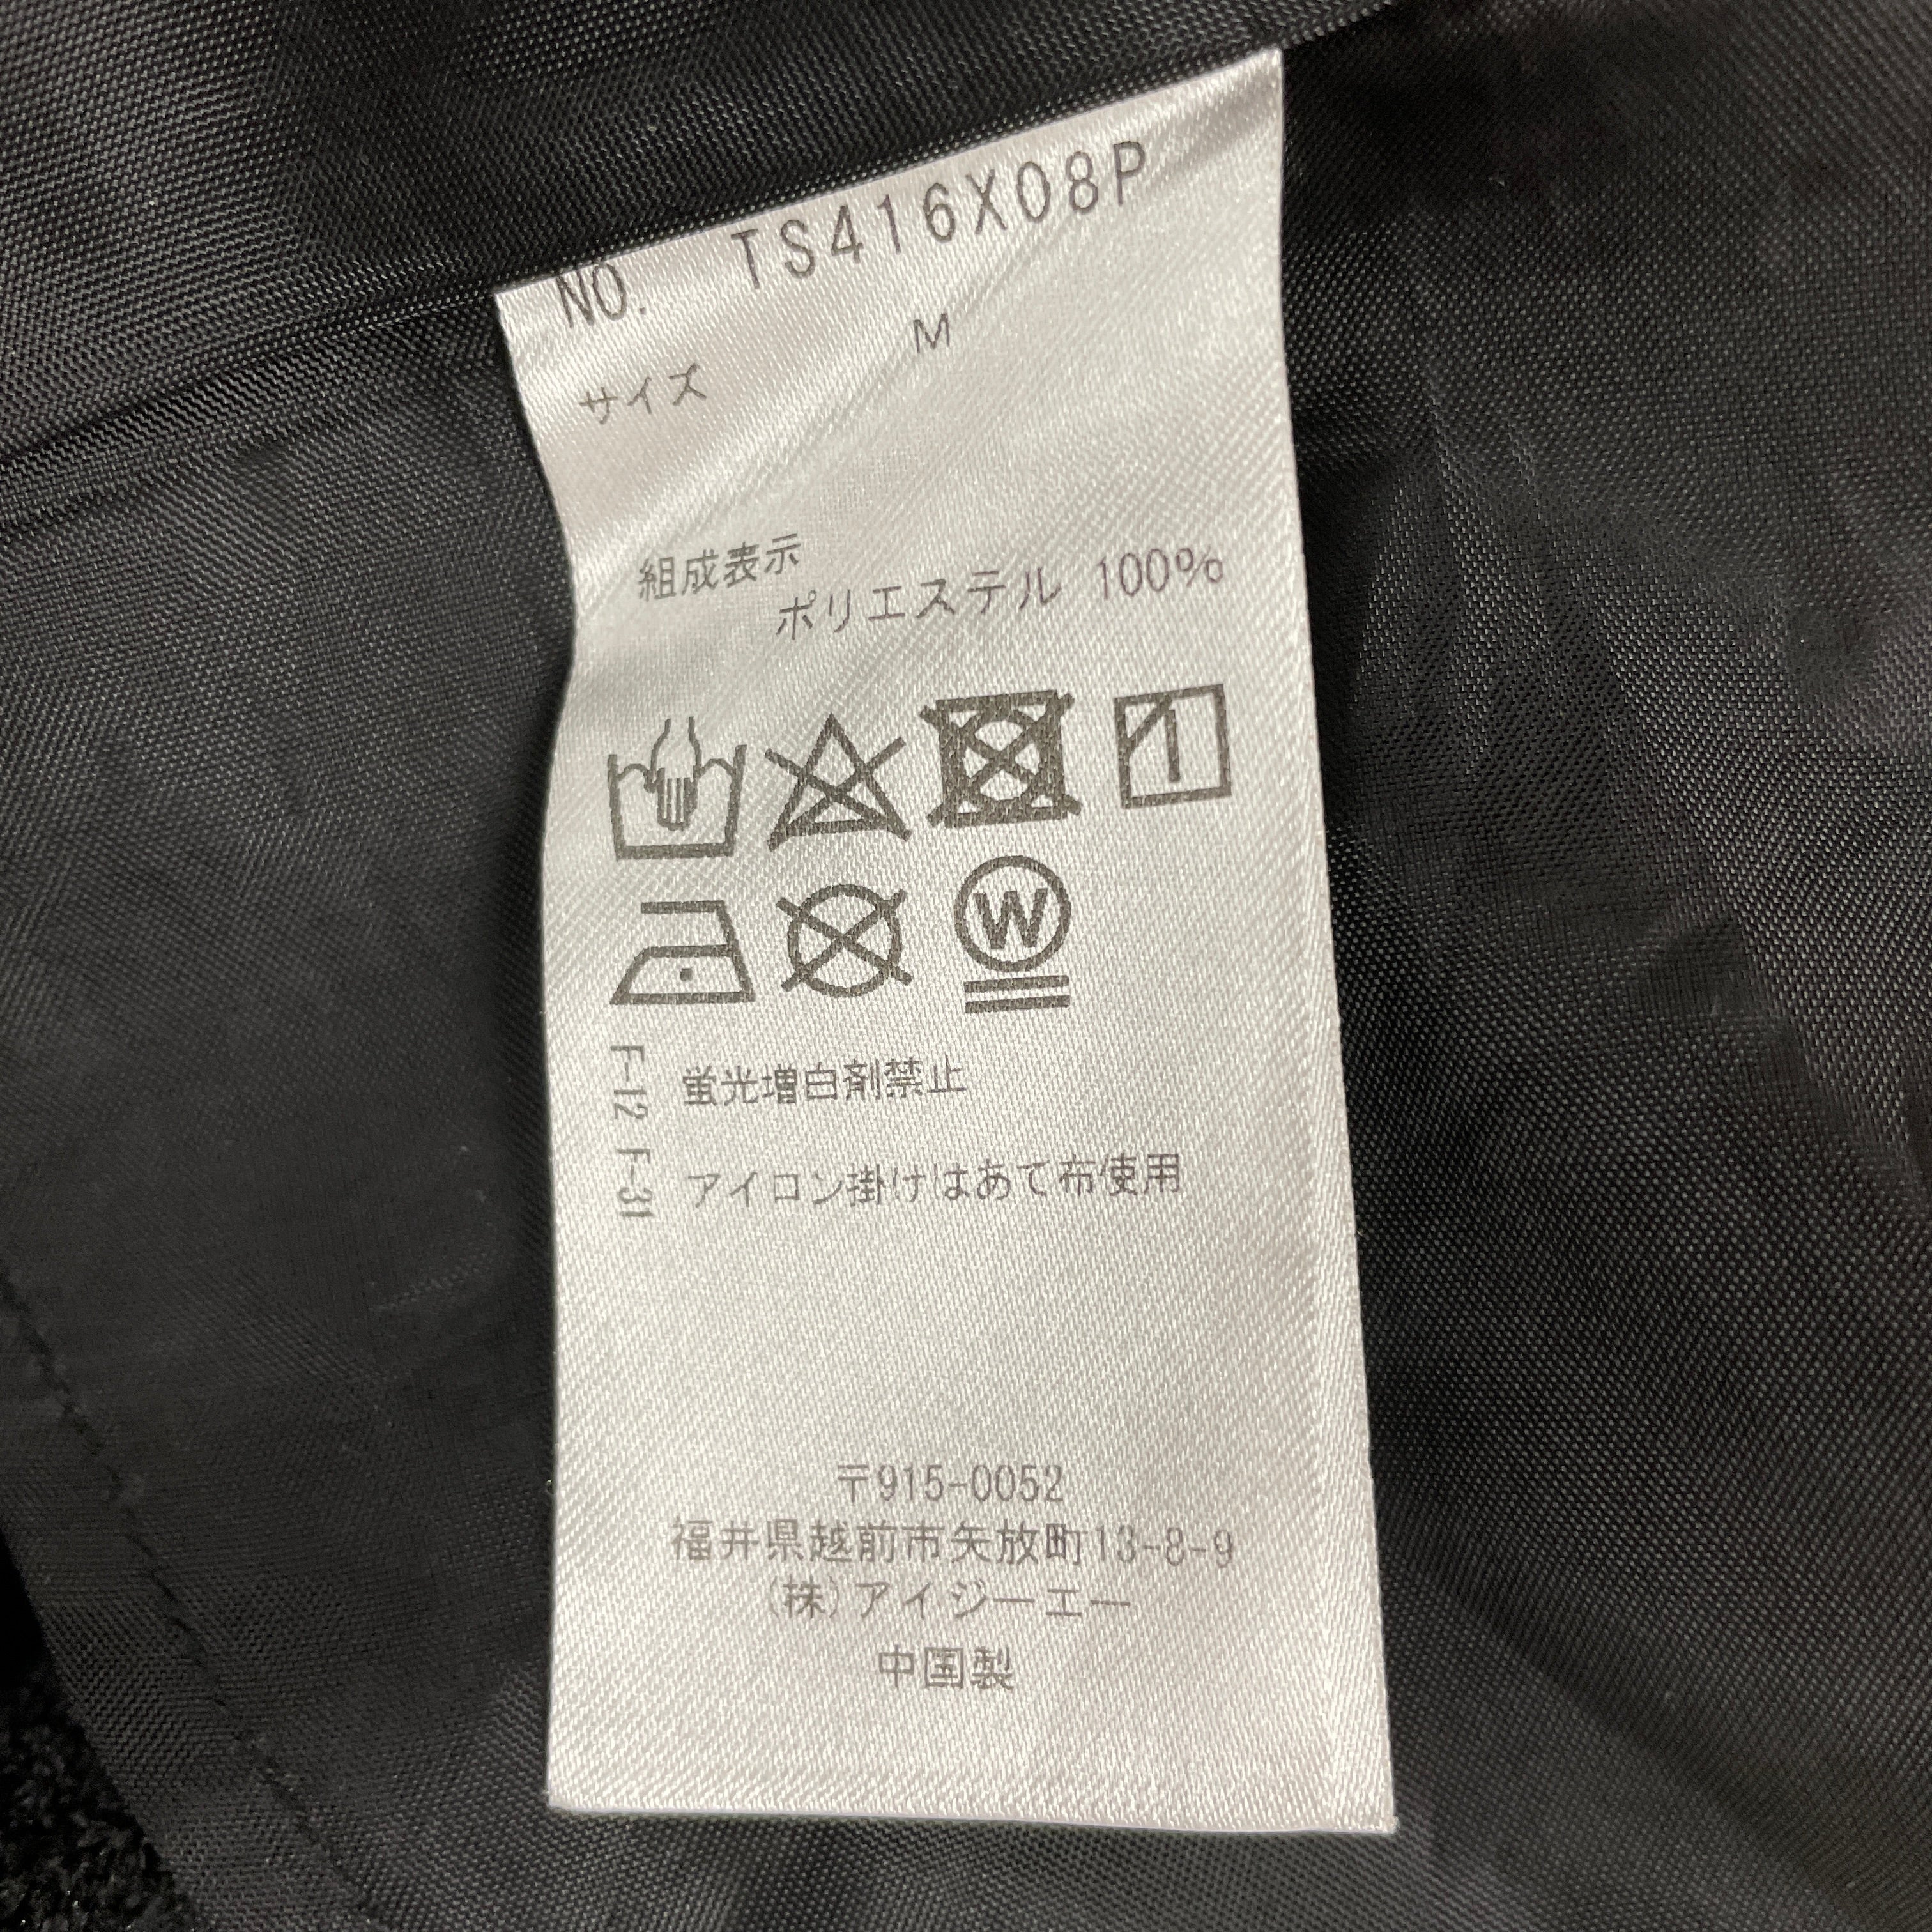 NO. TS416X08P
サイズ M
組成表示
ポリエステル 100%
W
F-12 F-31
蛍光増白剤禁止
アイロン掛けはあて布使用
〒915-0052
福井県越前市矢放町13-8-9
(株)アイジーエー
中国製